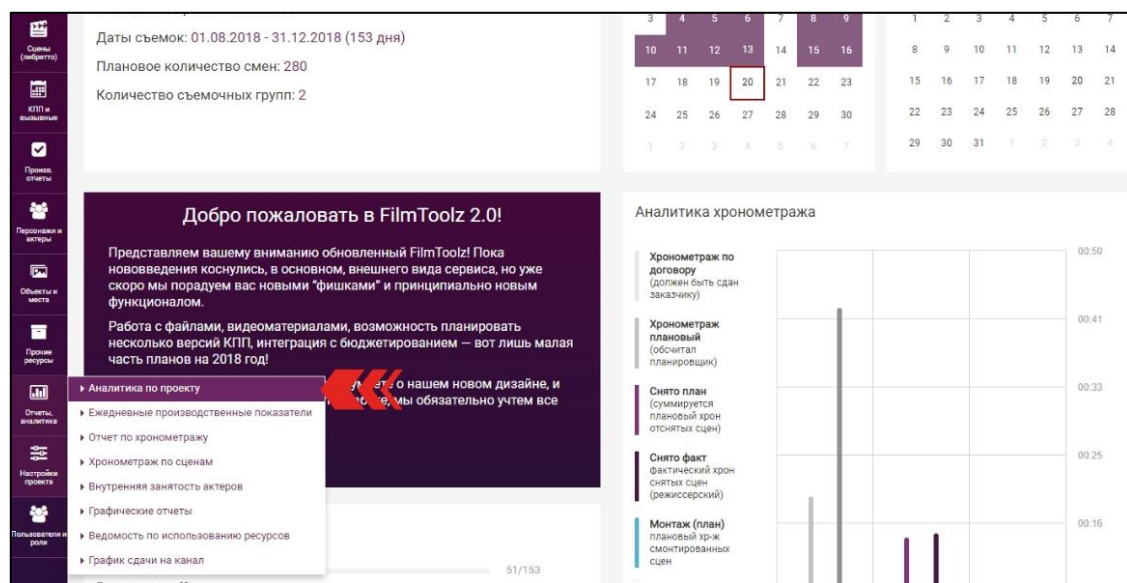 Сцены
(либретто)
КПП и
вызывные
Произв.
отчеты
Персонажи и
актеры
Объекты и
места
Прочие
ресурсы
Отчеты,
аналитика
Настройки
проекта
Пользователи и
роли
Даты съемок: 01.08.2018 - 31.12.2018 (153 дня)
Плановое количество смен: 280
Количество съемочных групп: 2
3 4 5 6 7 8 9
10 11 12 13 14 15 16
17 18 19 20 21 22 23
24 25 26 27 28 29 30
1 2 3 4 5 6 7
1 2 3 4 5 6 7
8 9 10 11 12 13 14
15 16 17 18 19 20 21
22 23 24 25 26 27 28
29 30 31 1 2 3 4
Добро пожаловать в FilmToolz 2.0!
Представляем вашему вниманию обновленный FilmToolz! Пока
нововведения коснулись, в основном, внешнего вида сервиса, но уже
скоро мы порадуем вас новыми "фишками" и принципиально новым
функционалом.
Работа с файлами, видеоматериалами, возможность планировать
несколько версий КПП, интеграция с бюджетированием — вот лишь малая
часть планов на 2018 год!
о нашем новом дизайне, и
мы обязательно учтем все
Аналитика по проекту
Ежедневные производственные показатели
Отчет по хронометражу
Хронометраж по сценам
Внутренняя занятость актеров
Графические отчеты
Ведомость по использованию ресурсов
График сдачи на канал
51/153
Аналитика хронометража
Хронометраж по
договору
(должен быть сдан
заказчику)
Хронометраж
плановый
(обсчитал
планировщик)
Снято план
(суммируется
плановый хрон
отснятых сцен)
Снято факт
фактический хрон
снятых сцен
(режиссерский)
Монтаж (план)
плановый хр-ж
смонтированных
сцен
00:50
00:41
00:33
00:25
00:16